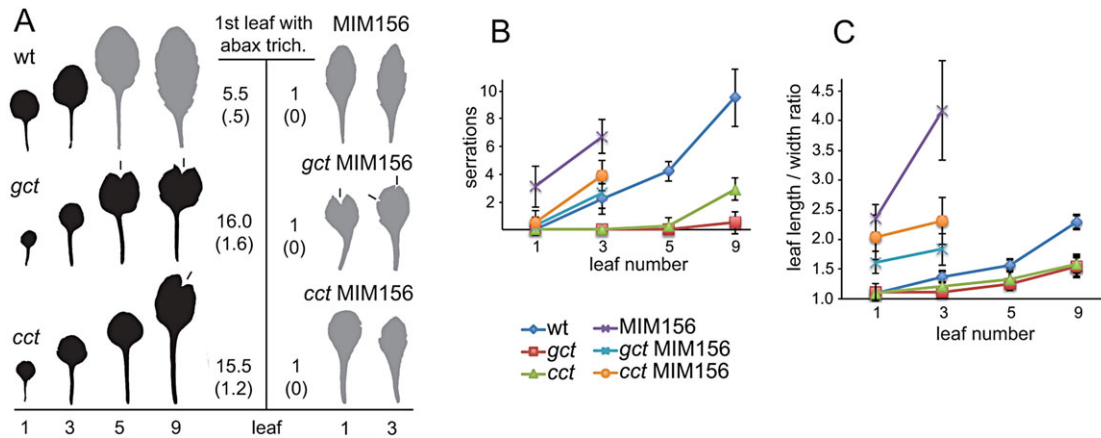 A
wt
1st leaf with
abax trich.
MIM156
5.5
(.5)
1
(0)
gct
gct MIM156
16.0
(1.6)
1
(0)
cct
cct MIM156
15.5
(1.2)
1
(0)
1 3 5 9 leaf 1 3
B
serrations
10
8
6
4
2
1 3 5 9
leaf number
wt
gct
cct
MIM156
gct MIM156
cct MIM156
C
leaf length / width ratio
4.5
4.0
3.5
3.0
2.5
2.0
1.5
1.0
1 3 5 9
leaf number